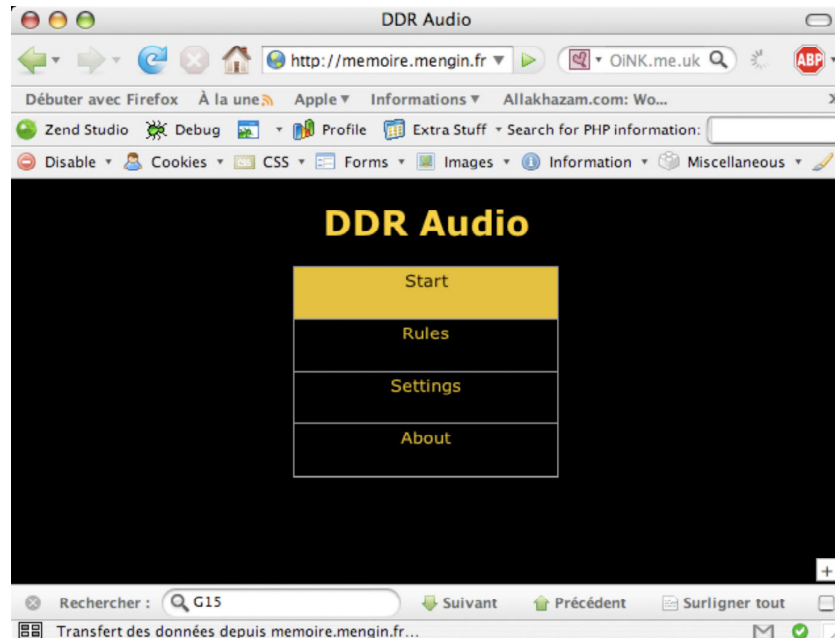 DDR Audio
http://memoire.mengin.fr OiNK.me.uk ABP
Débuter avec Firefox À la une Apple Informations Allakhazam.com: Wo...
Zend Studio Debug Profile Extra Stuff Search for PHP information:
Disable Cookies CSS Forms Images Information Miscellaneous
DDR Audio
Start
Rules
Settings
About
Rechercher : G15 Suivant Précédent Surligner tout
Transfert des données depuis memoire.mengin.fr...